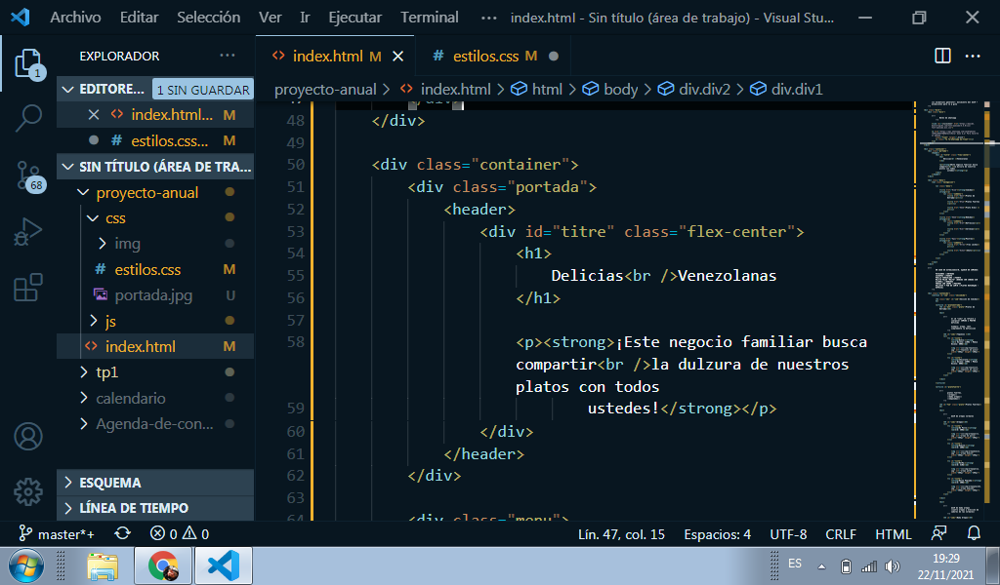 Archivo Editar Selección Ver Ir Ejecutar Terminal ··· index.html - Sin título (área de trabajo) - Visual Stu...
EXPLORADOR ···
index.html M
# estilos.css M
EDITORE... 1 SIN GUARDAR
index.html... M
# estilos.css... M
SIN TÍTULO (ÁREA DE TRA...
proyecto-anual
css
img
# estilos.css M
portada.jpg U
js
index.html M
tp1
calendario
Agenda-de-con...
ESQUEMA
LÍNEA DE TIEMPO
1
68
proyecto-anual > index.html > html > body > div.div2 > div.div1
47 </div>
48 </div>
49
50 <div class="container">
51 <div class="portada">
52 <header>
53 <div id="titre" class="flex-center">
54 <h1>
55 Delicias<br />Venezolanas
56 </h1>
57
58 <p><strong>¡Este negocio familiar busca
compartir<br />la dulzura de nuestros
platos con todos
59 ustedes!</strong></p>
60 </div>
61 </header>
62 </div>
63
64 <div class="menu">
master*+ 0 0 Lín. 47, col. 15 Espacios: 4 UTF-8 CRLF HTML
ES 19:29
22/11/2021